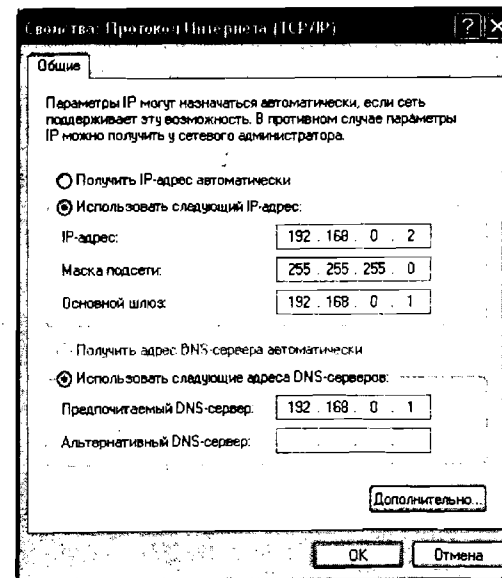 Свойства: Протокол Интернета (TCP/IP)
Общие
Параметры IP могут назначаться автоматически, если сеть
поддерживает эту возможность. В противном случае параметры
IP можно получить у сетевого администратора.
Получить IP-адрес автоматически
Использовать следующий IP-адрес:
IP-адрес: 192 . 168 . 0 . 2
Маска подсети: 255 . 255 . 255 . 0
Основной шлюз: 192 . 168 . 0 . 1
Получить адрес DNS-сервера автоматически
Использовать следующие адреса DNS-серверов:
Предпочитаемый DNS-сервер: 192 . 168 . 0 . 1
Альтернативный DNS-сервер: . . .
Дополнительно...
OK Отмена